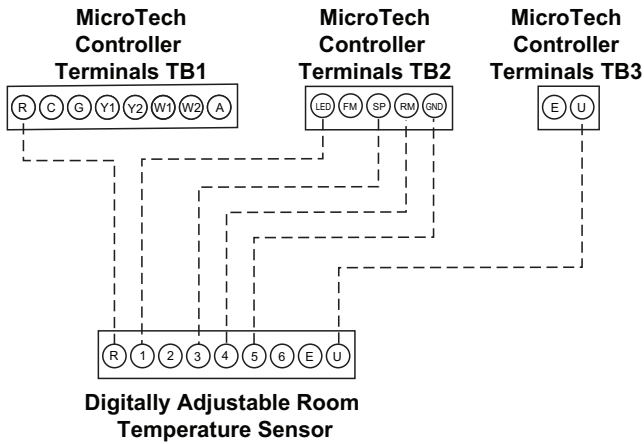 MicroTech
Controller
Terminals TB1
MicroTech
Controller
Terminals TB2
MicroTech
Controller
Terminals TB3
R C G Y1 Y2 W1 W2 A
LED FM SP RM GND
E U
R 1 2 3 4 5 6 E U
Digitally Adjustable Room
Temperature Sensor